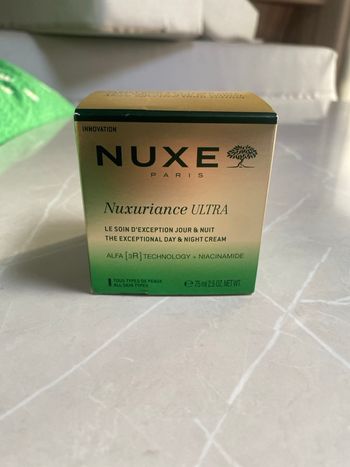 INNOVATION
NUXE
PARIS
Nuxuriance ULTRA
LE SOIN D'EXCEPTION JOUR & NUIT
THE EXCEPTIONAL DAY & NIGHT CREAM
ALFA [3R] TECHNOLOGY + NIACINAMIDE
TOUS TYPES DE PEAUX
ALL SKIN TYPES
℮ 75 ml 2.5 OZ. NET WT.